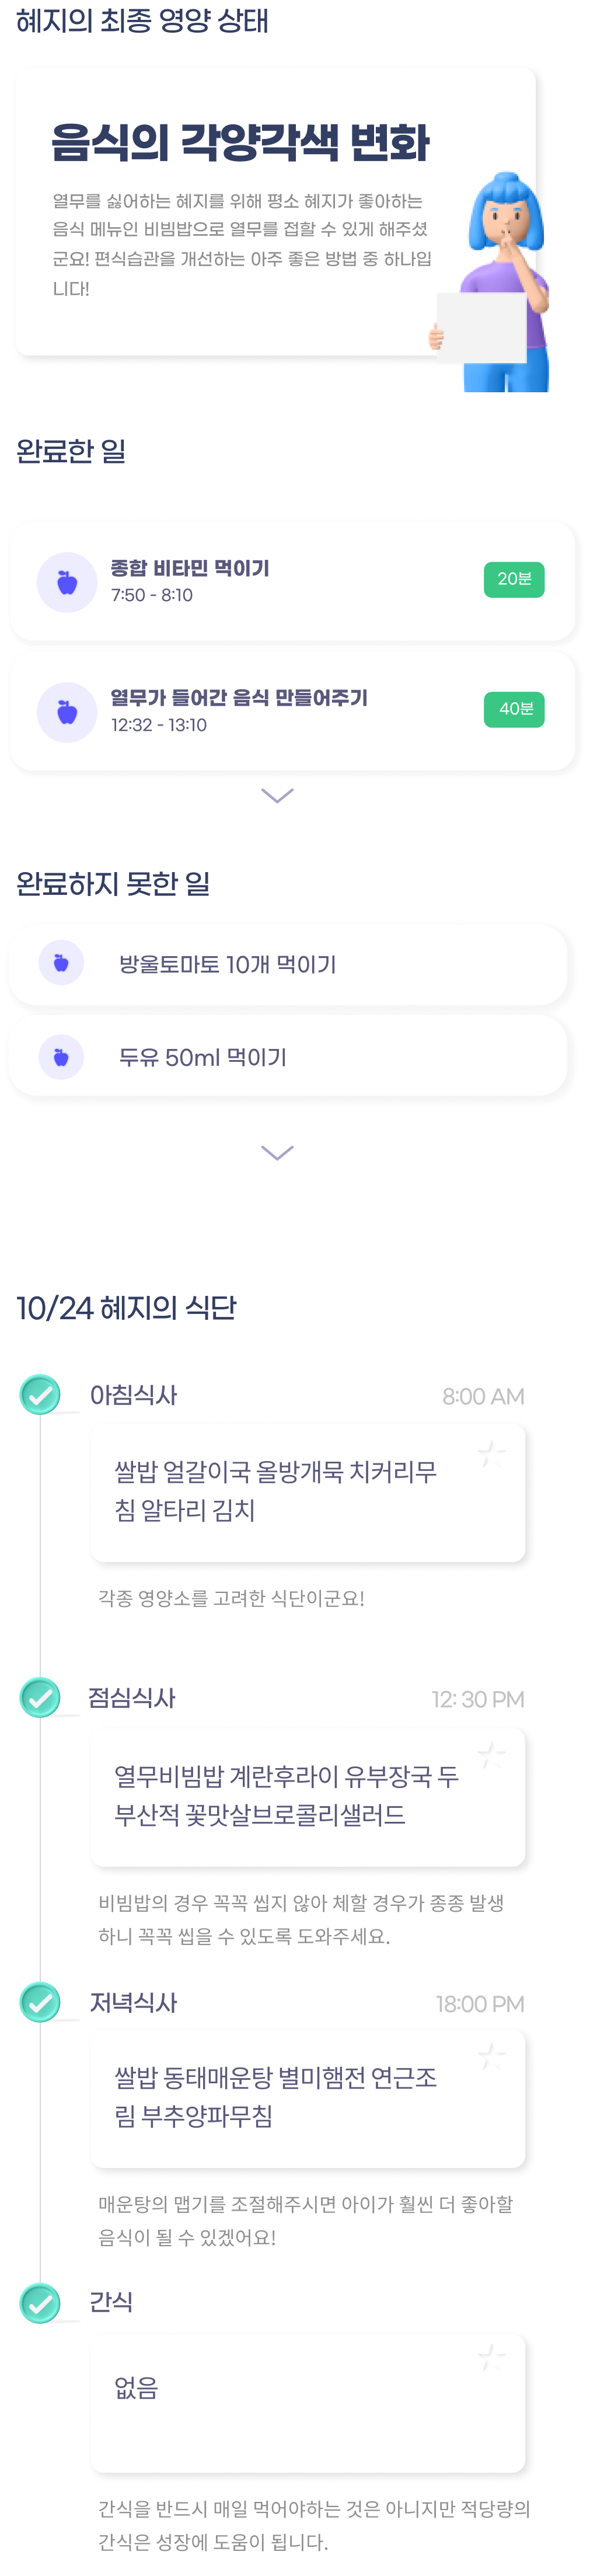 혜지의 최종 영양 상태
음식의 각양각색 변화
열무를 싫어하는 혜지를 위해 평소 혜지가 좋아하는
음식 메뉴인 비빔밥으로 열무를 접할 수 있게 해주셨
군요! 편식습관을 개선하는 아주 좋은 방법 중 하나입
니다!
완료한 일
종합 비타민 먹이기
7:50 - 8:10
20분
열무가 들어간 음식 만들어주기
12:32 - 13:10
40분
완료하지 못한 일
방울토마토 10개 먹이기
두유 50ml 먹이기
10/24 혜지의 식단
아침식사
8:00 AM
쌀밥 얼갈이국 올방개묵 치커리무
침 알타리 김치
각종 영양소를 고려한 식단이군요!
점심식사
12: 30 PM
열무비빔밥 계란후라이 유부장국 두
부산적 꽃맛살브로콜리샐러드
비빔밥의 경우 꼭꼭 씹지 않아 체할 경우가 종종 발생
하니 꼭꼭 씹을 수 있도록 도와주세요.
저녁식사
18:00 PM
쌀밥 동태매운탕 별미햄전 연근조
림 부추양파무침
매운탕의 맵기를 조절해주시면 아이가 훨씬 더 좋아할
음식이 될 수 있겠어요!
간식
없음
간식을 반드시 매일 먹어야하는 것은 아니지만 적당량의
간식은 성장에 도움이 됩니다.